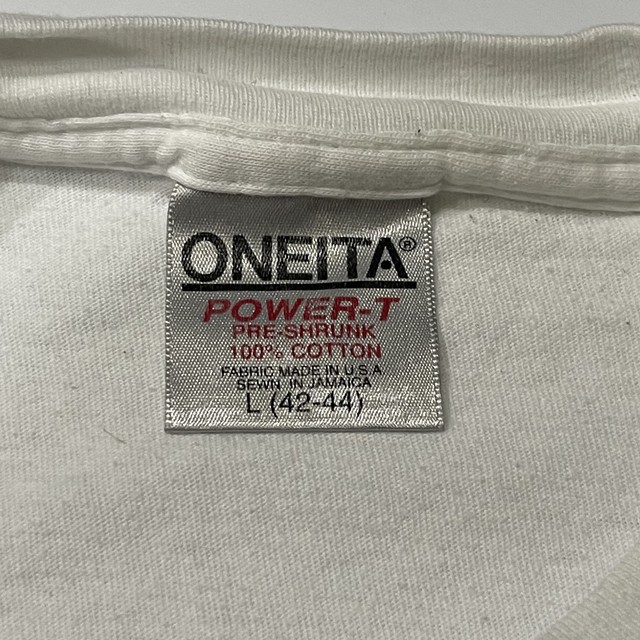 ONEITA®
POWER-T
PRE-SHRUNK
100% COTTON
FABRIC MADE IN U.S.A
SEWN IN JAMAICA
L (42-44)